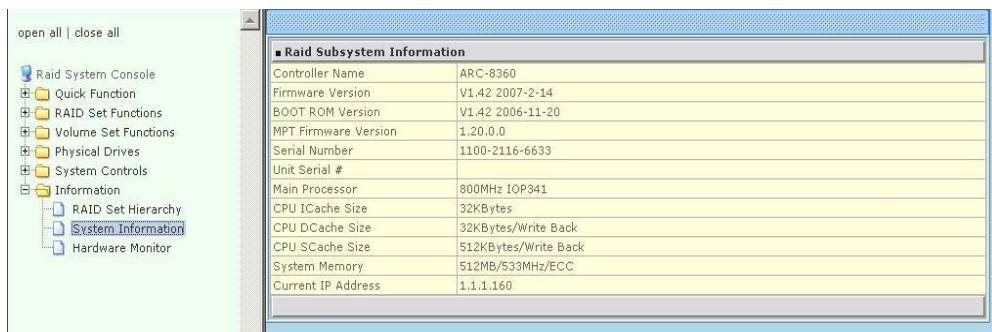 open all | close all
Raid System Console
Quick Function
RAID Set Functions
Volume Set Functions
Physical Drives
System Controls
Information
RAID Set Hierarchy
System Information
Hardware Monitor
Raid Subsystem Information
Controller Name ARC-8360
Firmware Version V1.42 2007-2-14
BOOT ROM Version V1.42 2006-11-20
MPT Firmware Version 1.20.0.0
Serial Number 1100-2116-6633
Unit Serial #
Main Processor 800MHz IOP341
CPU ICache Size 32KBytes
CPU DCache Size 32KBytes/Write Back
CPU SCache Size 512KBytes/Write Back
System Memory 512MB/533MHz/ECC
Current IP Address 1.1.1.160